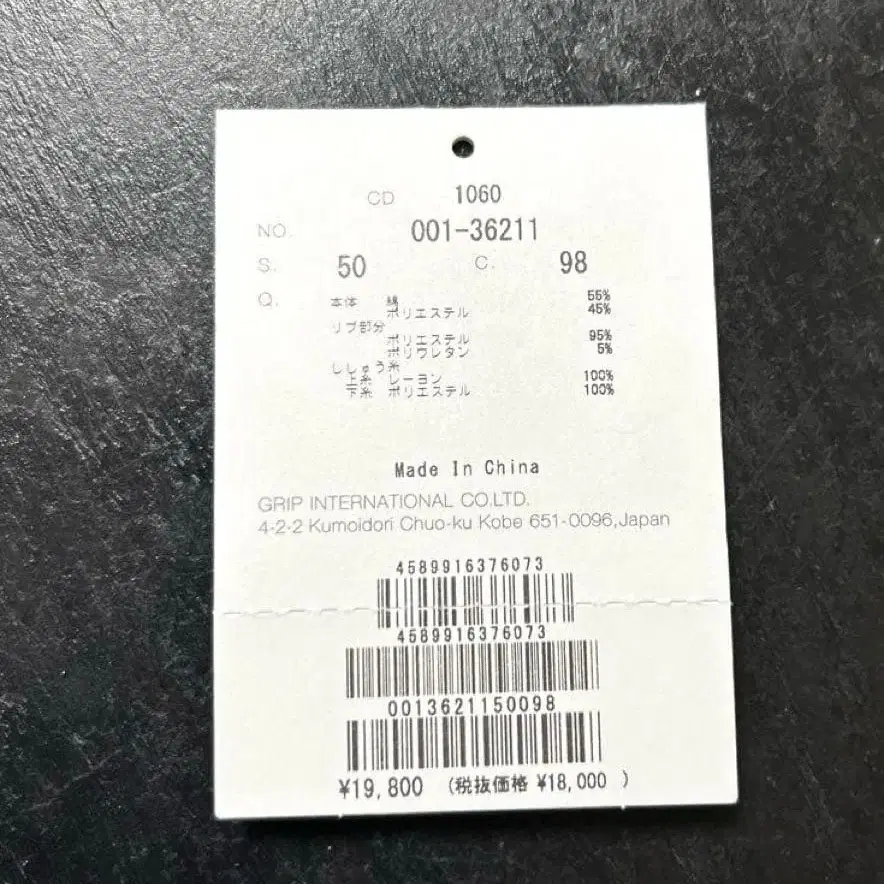 CD 1060
NO. 001-36211
S. 50 C. 98
Q. 本体 綿 55%
ポリエステル 45%
リブ部分
ポリエステル 95%
ポリウレタン 5%
ししゅう糸
上糸 レーヨン 100%
下糸 ポリエステル 100%
Made In China
GRIP INTERNATIONAL CO.LTD.
4-2-2 Kumoidori Chuo-ku Kobe 651-0096,Japan
4589916376073
4589916376073
0013621150098
¥19,800 (税抜価格 ¥18,000 )